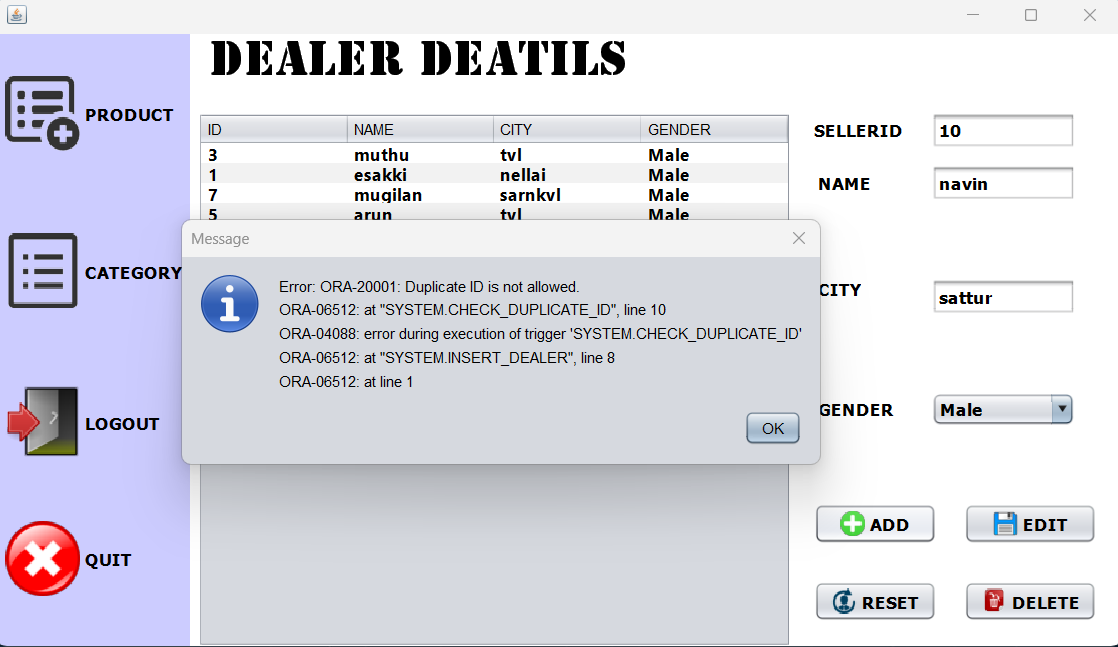 DEALER DEATILS
PRODUCT
CATEGORY
LOGOUT
QUIT
ID NAME CITY GENDER
3 muthu tvl Male
1 esakki nellai Male
7 mugilan sarnkvl Male
5 arun tvl Male
SELLERID 10
NAME navin
CITY sattur
GENDER Male
ADD EDIT
RESET DELETE
Message
Error: ORA-20001: Duplicate ID is not allowed.
ORA-06512: at "SYSTEM.CHECK_DUPLICATE_ID", line 10
ORA-04088: error during execution of trigger 'SYSTEM.CHECK_DUPLICATE_ID'
ORA-06512: at "SYSTEM.INSERT_DEALER", line 8
ORA-06512: at line 1
OK